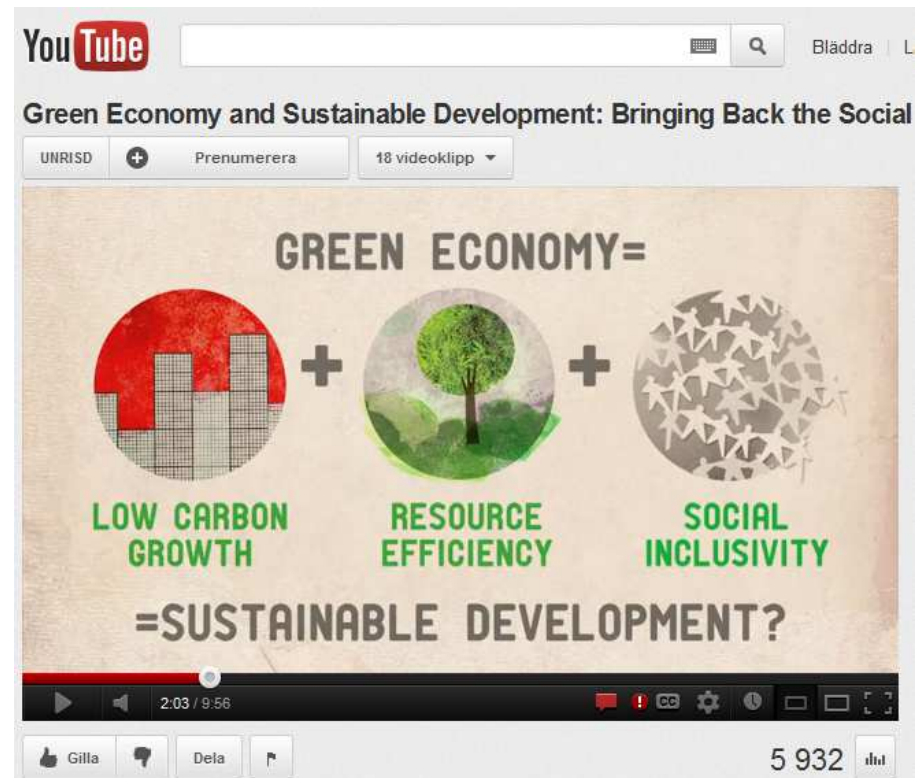 YouTube
Bläddra
Green Economy and Sustainable Development: Bringing Back the Social
UNRISD Prenumerera 18 videoklipp
GREEN ECONOMY=
+ +
LOW CARBON GROWTH
RESOURCE EFFICIENCY
SOCIAL INCLUSIVITY
=SUSTAINABLE DEVELOPMENT?
2:03 / 9:56 CC
Gilla Dela 5 932